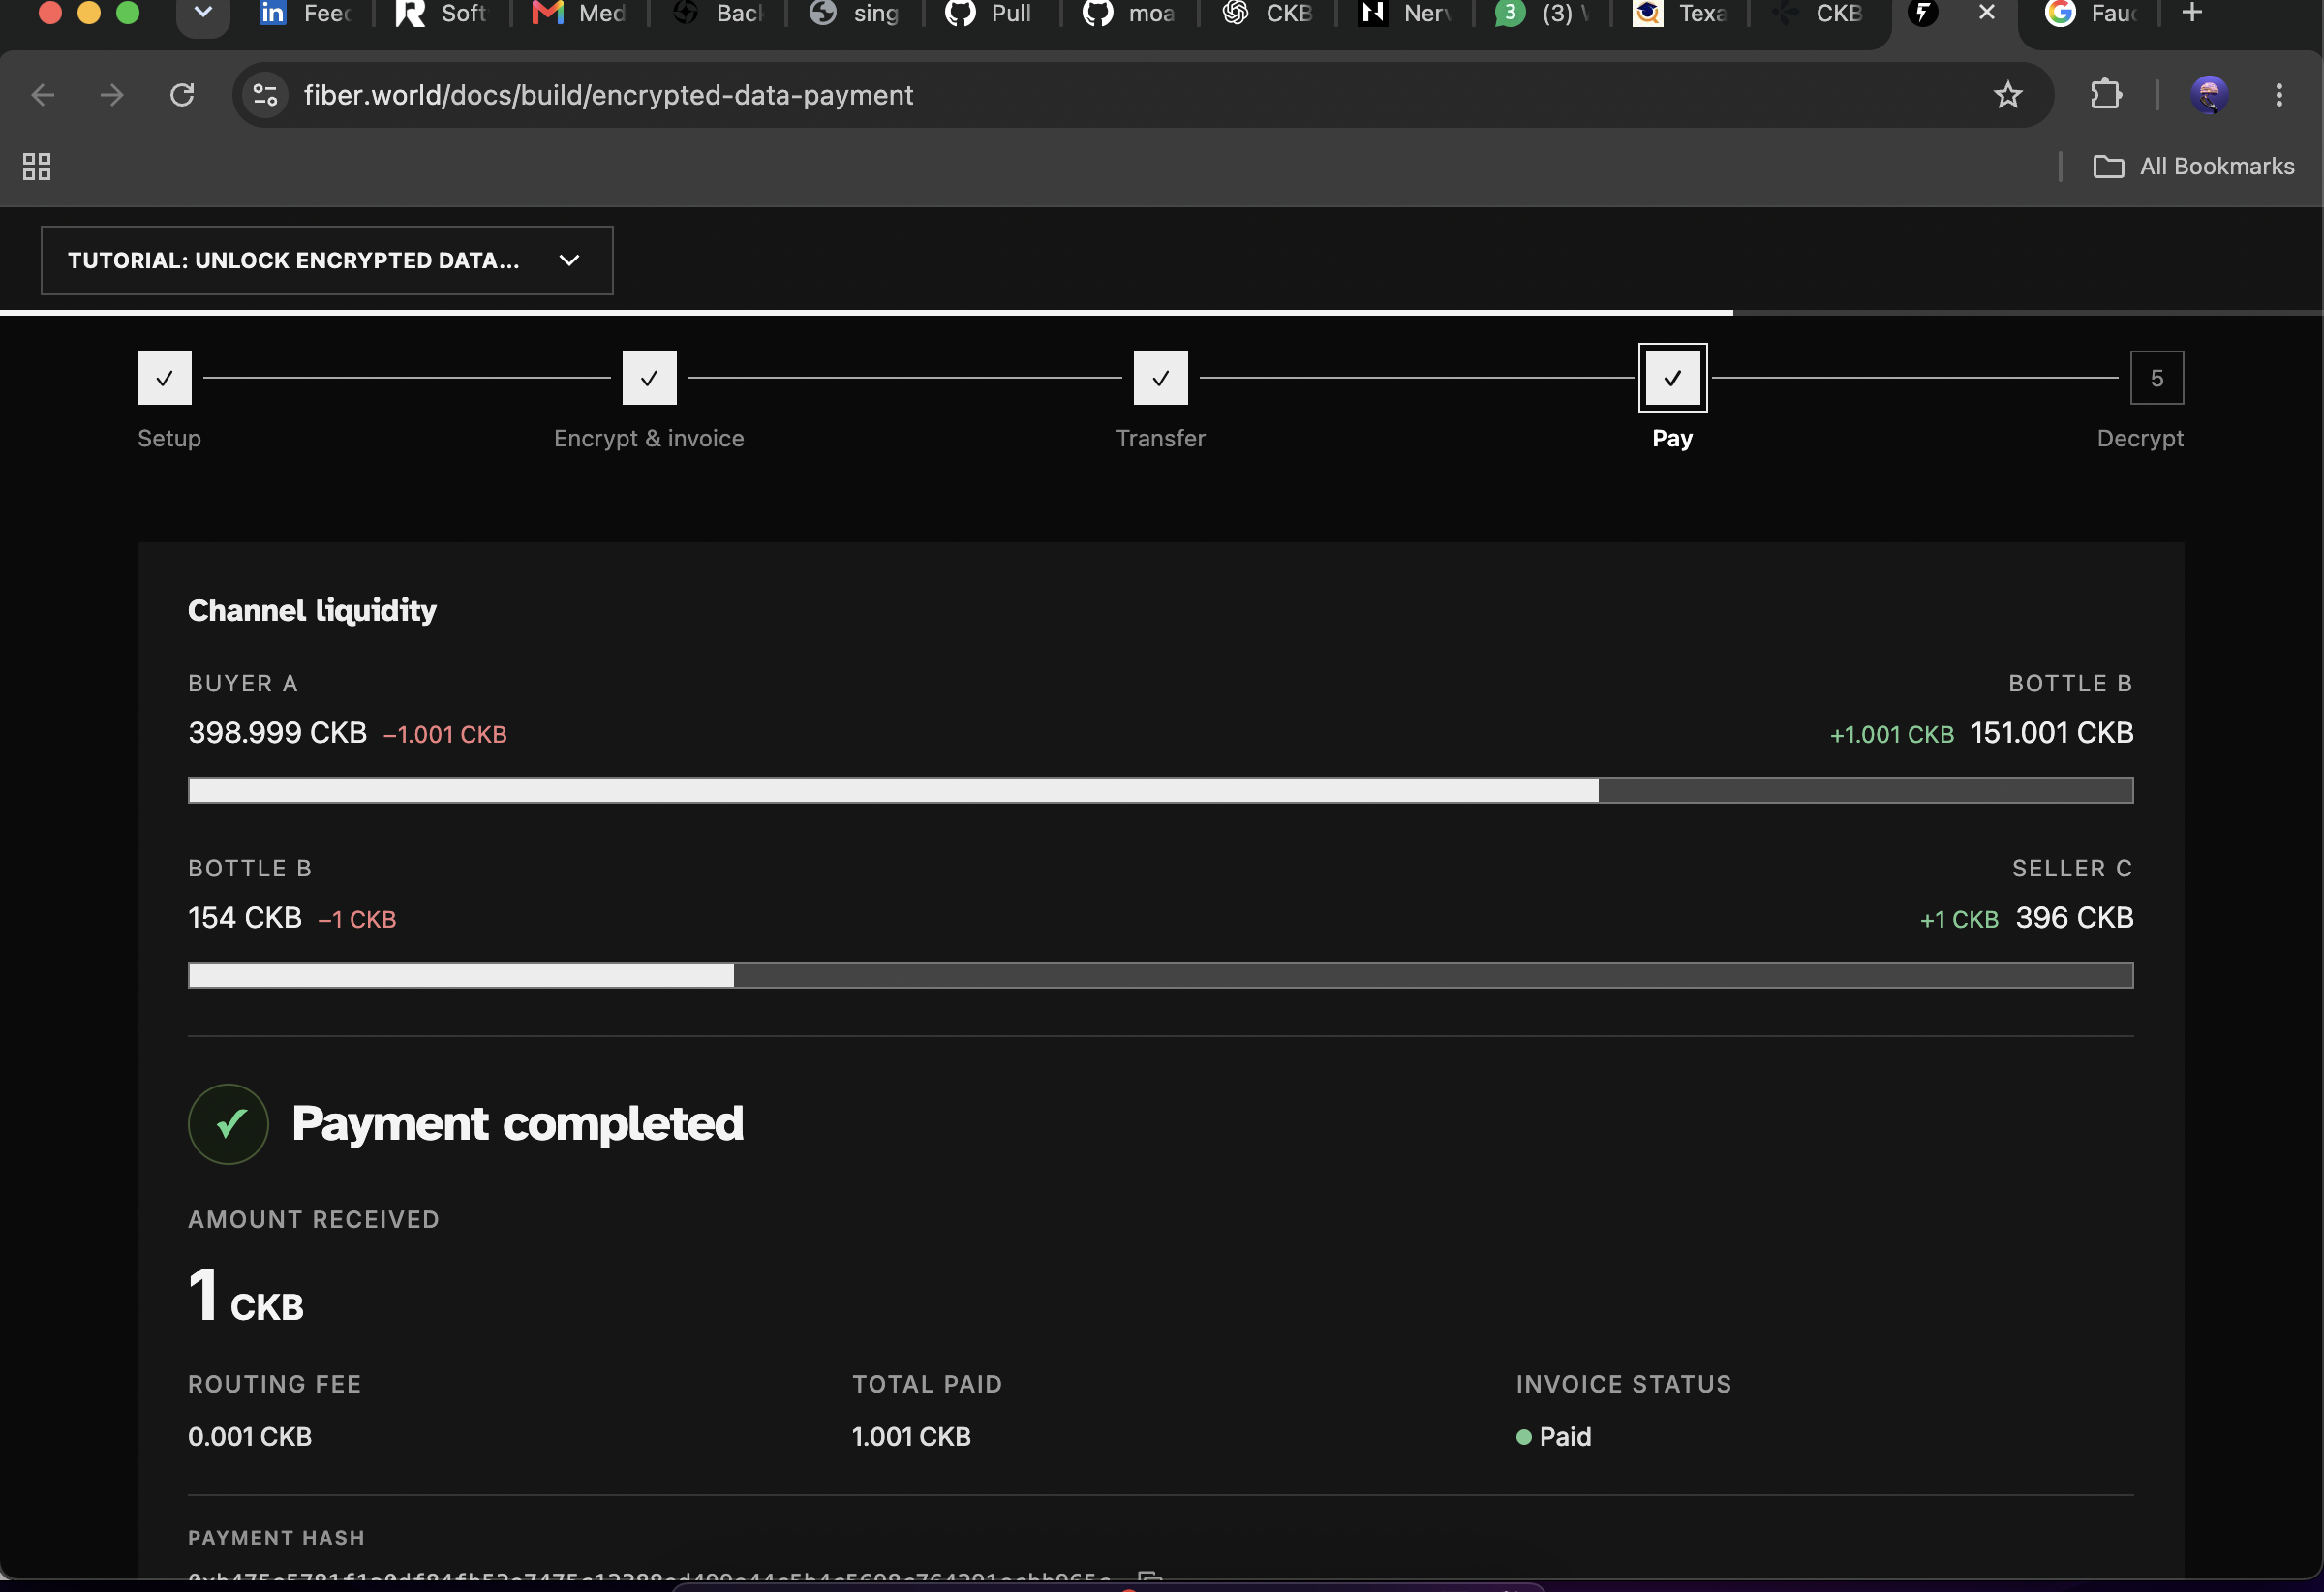 Feed
Soft
Med
Back
sing
Pull
moa
CKB
Nerv
3
(3)
Texa
CKB
Fauc
fiber.world/docs/build/encrypted-data-payment
All Bookmarks
TUTORIAL: UNLOCK ENCRYPTED DATA...
5
Setup
Encrypt & invoice
Transfer
Pay
Decrypt
Channel liquidity
BUYER A
BOTTLE B
398.999 CKB −1.001 CKB
+1.001 CKB 151.001 CKB
BOTTLE B
SELLER C
154 CKB −1 CKB
+1 CKB 396 CKB
Payment completed
AMOUNT RECEIVED
1 CKB
ROUTING FEE
TOTAL PAID
INVOICE STATUS
0.001 CKB
1.001 CKB
Paid
PAYMENT HASH